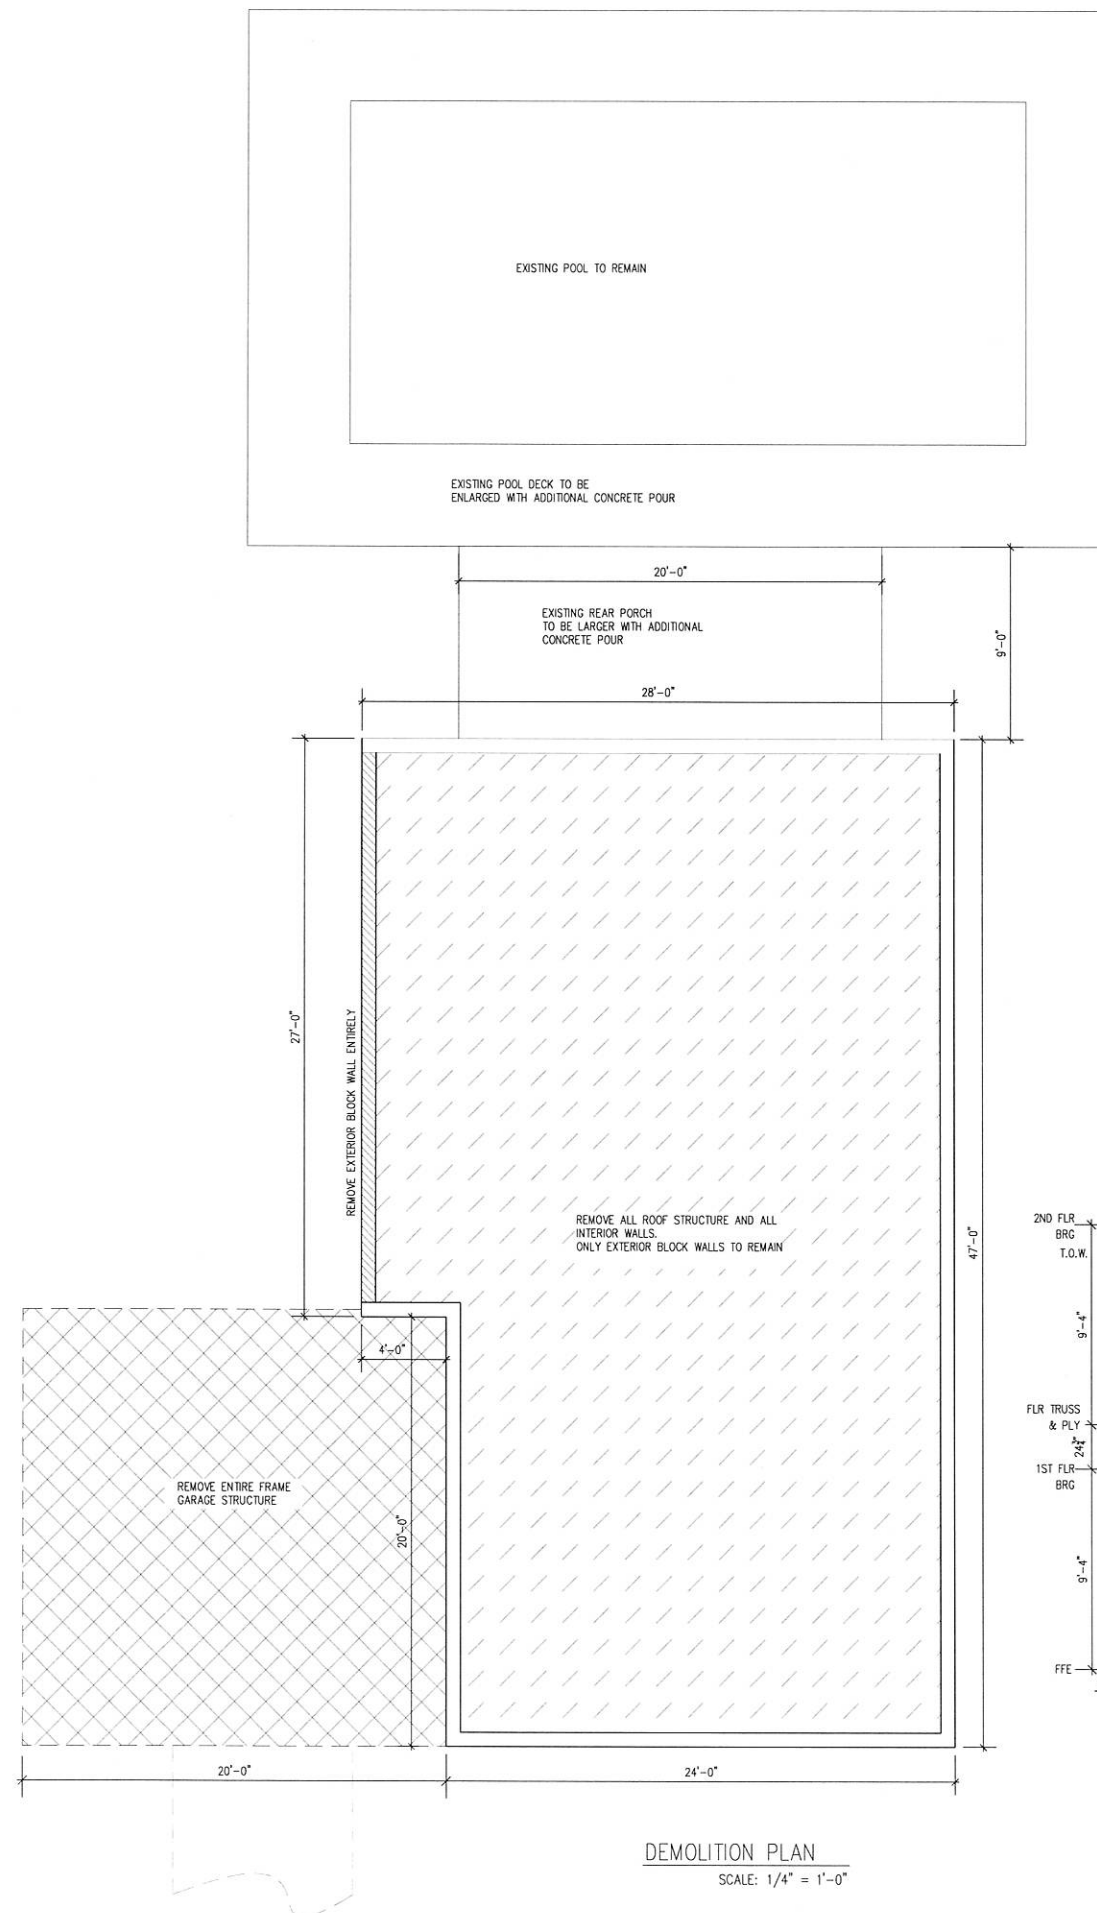 EXISTING POOL TO REMAIN
EXISTING POOL DECK TO BE
ENLARGED WITH ADDITIONAL CONCRETE POUR
20'-0"
EXISTING REAR PORCH
TO BE LARGER WITH ADDITIONAL
CONCRETE POUR
9'-0"
28'-0"
27'-0"
REMOVE EXTERIOR BLOCK WALL ENTIRELY
REMOVE ALL ROOF STRUCTURE AND ALL
INTERIOR WALLS.
ONLY EXTERIOR BLOCK WALLS TO REMAIN
47'-0"
2ND FLR
BRG
T.O.W.
9'-4"
4'-0"
FLR TRUSS
& PLY
24¾"
1ST FLR
BRG
REMOVE ENTIRE FRAME
GARAGE STRUCTURE
20'-0"
9'-4"
FFE
20'-0"
24'-0"
DEMOLITION PLAN
SCALE: 1/4" = 1'-0"